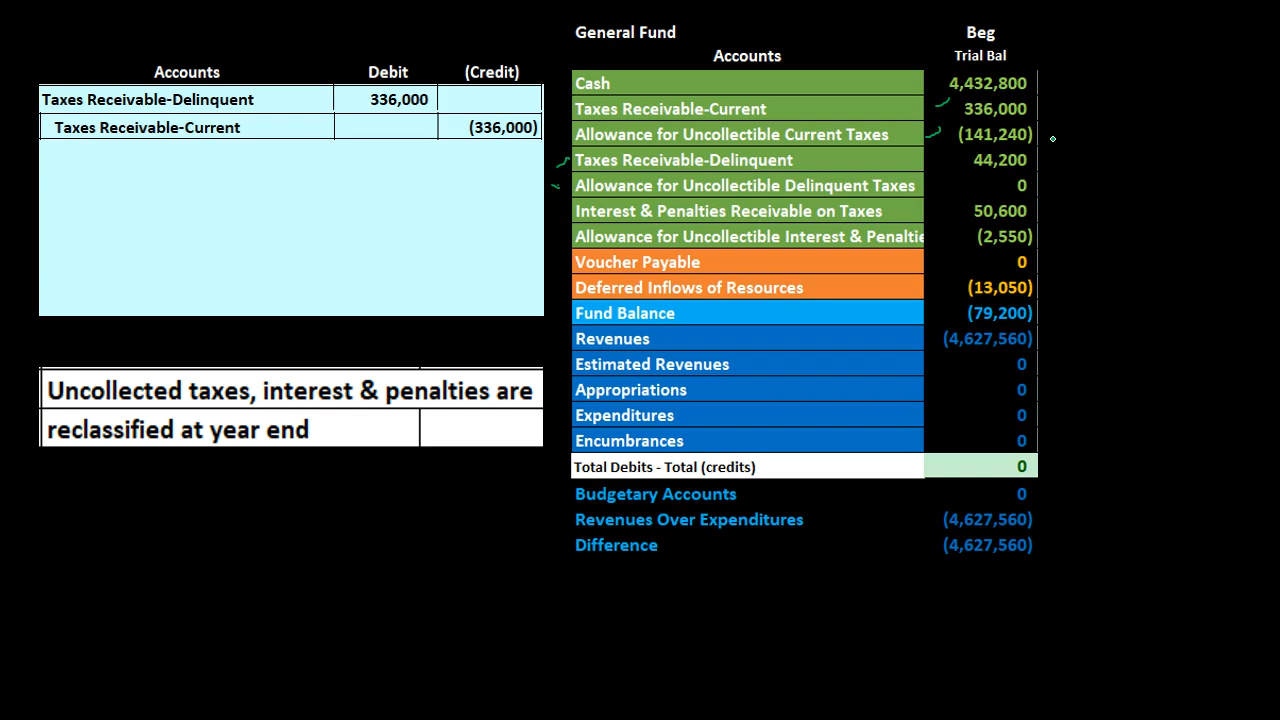 Accounts Debit (Credit)
Taxes Receivable-Delinquent 336,000
Taxes Receivable-Current (336,000)
Uncollected taxes, interest & penalties are
reclassified at year end
General Fund Beg
Accounts Trial Bal
Cash 4,432,800
Taxes Receivable-Current 336,000
Allowance for Uncollectible Current Taxes (141,240)
Taxes Receivable-Delinquent 44,200
Allowance for Uncollectible Delinquent Taxes 0
Interest & Penalties Receivable on Taxes 50,600
Allowance for Uncollectible Interest & Penaltie (2,550)
Voucher Payable 0
Deferred Inflows of Resources (13,050)
Fund Balance (79,200)
Revenues (4,627,560)
Estimated Revenues 0
Appropriations 0
Expenditures 0
Encumbrances 0
Total Debits - Total (credits) 0
Budgetary Accounts 0
Revenues Over Expenditures (4,627,560)
Difference (4,627,560)